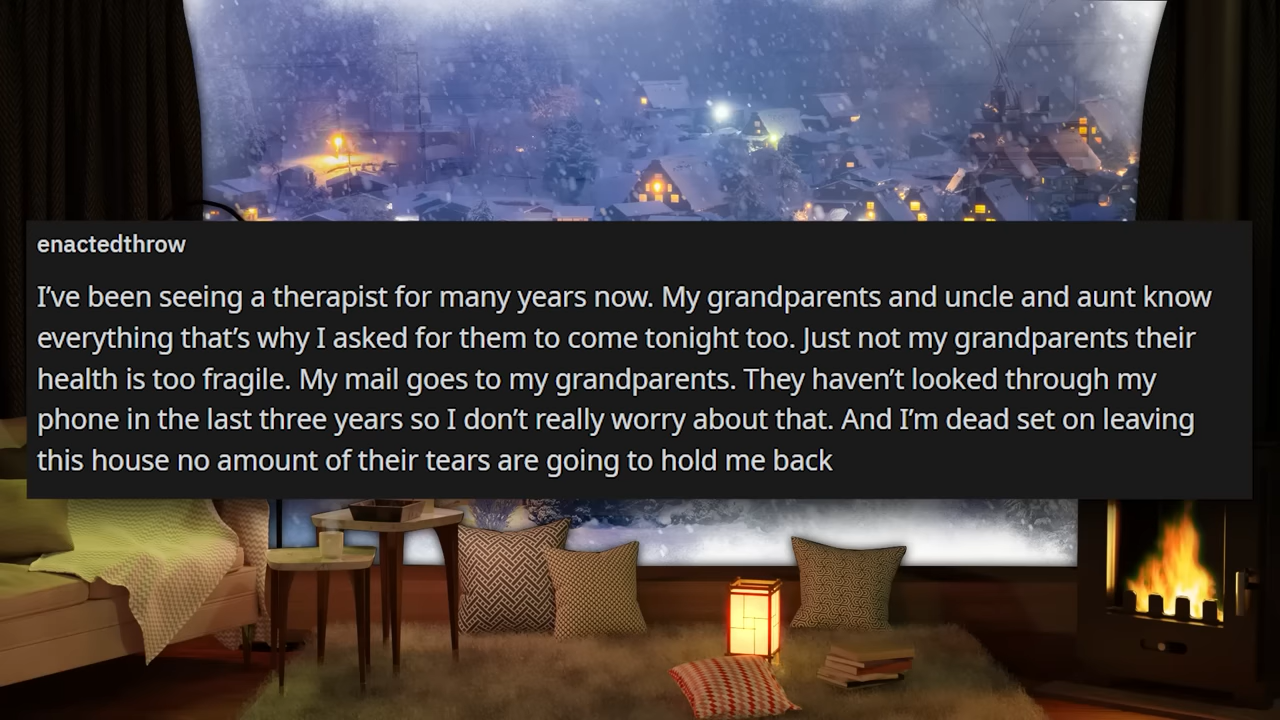 enactedthrow
I’ve been seeing a therapist for many years now. My grandparents and uncle and aunt know
everything that’s why I asked for them to come tonight too. Just not my grandparents their
health is too fragile. My mail goes to my grandparents. They haven’t looked through my
phone in the last three years so I don’t really worry about that. And I’m dead set on leaving
this house no amount of their tears are going to hold me back